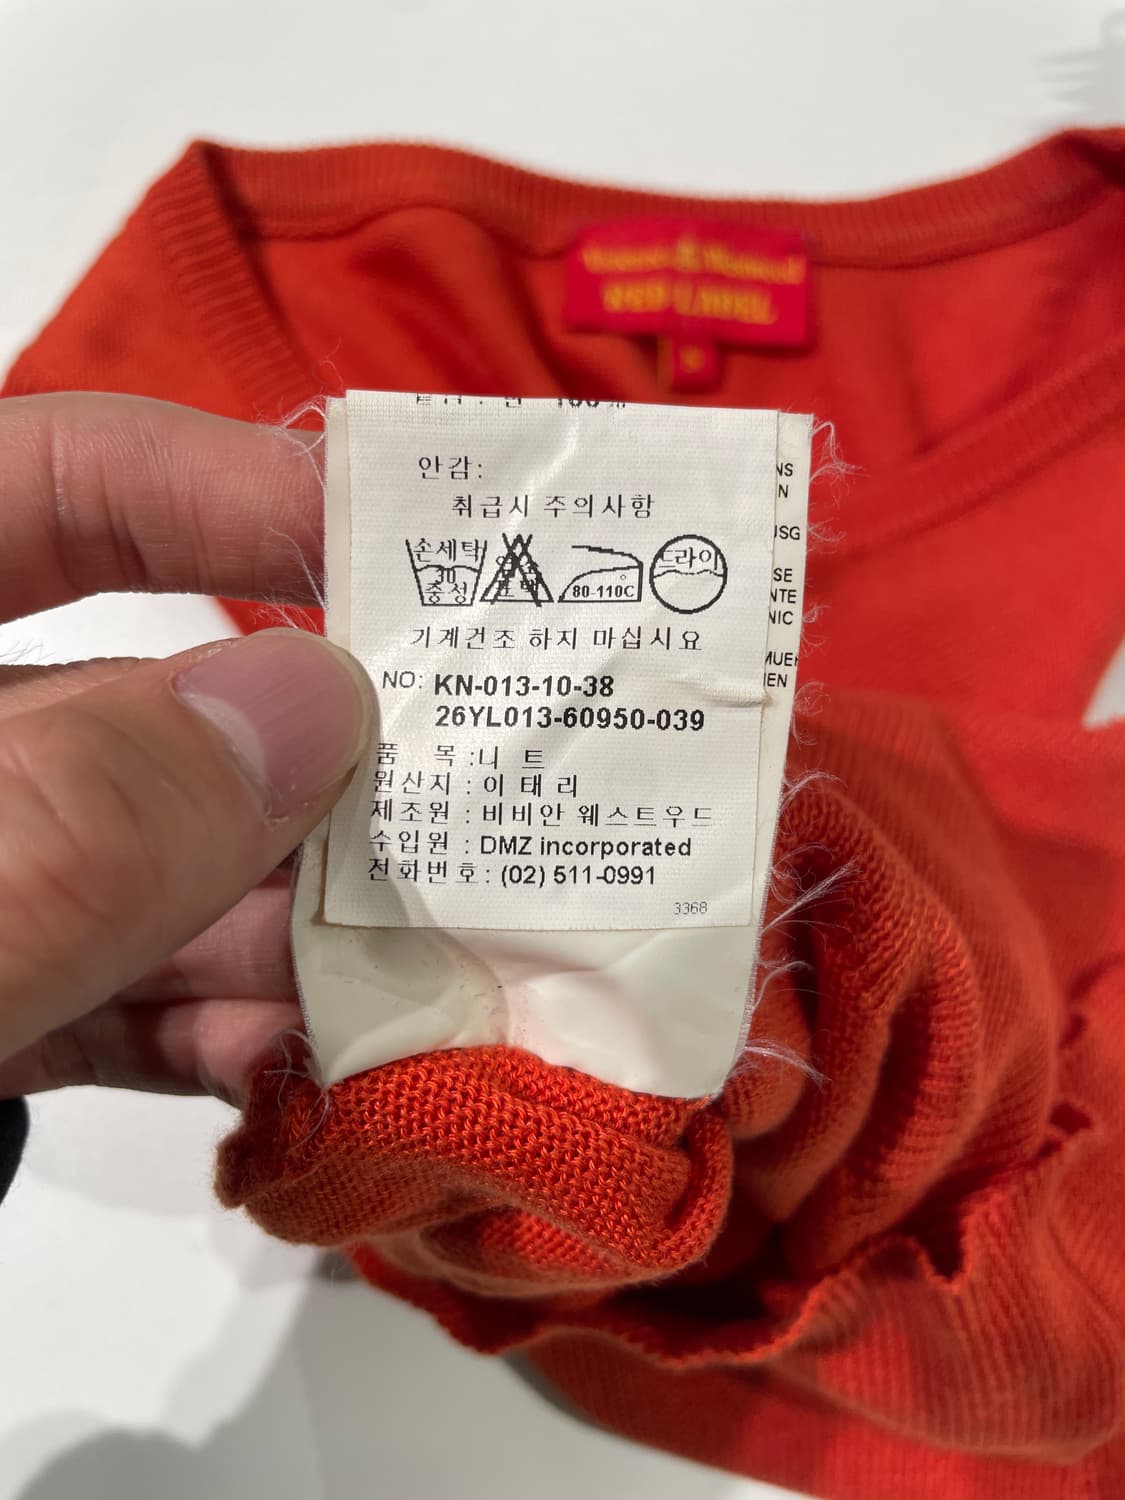 RED LABEL
안감:
취급시 주의사항
손세탁
30
중성
80-110C
드라이
기계건조 하지 마십시요
NO: KN-013-10-38
26YL013-60950-039
품 목 : 니 트
원산지 : 이 태 리
제조원 : 비비안 웨스트우드
수입원 : DMZ incorporated
전화번호 : (02) 511-0991
3368